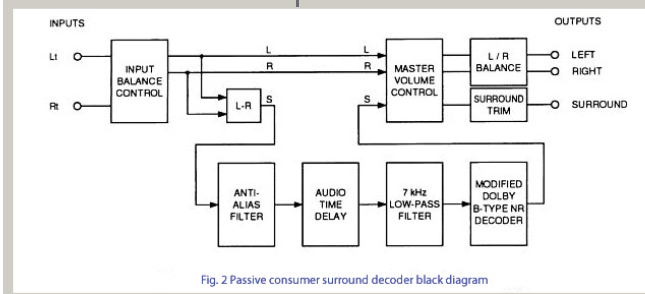 INPUTS
OUTPUTS
Lt
Rt
INPUT
BALANCE
CONTROL
L
R
L
R
L-R
S
S
MASTER
VOLUME
CONTROL
L / R
BALANCE
SURROUND
TRIM
LEFT
RIGHT
SURROUND
ANTI-
ALIAS
FILTER
AUDIO
TIME
DELAY
7 kHz
LOW-PASS
FILTER
MODIFIED
DOLBY
B-TYPE NR
DECODER
Fig. 2 Passive consumer surround decoder black diagram